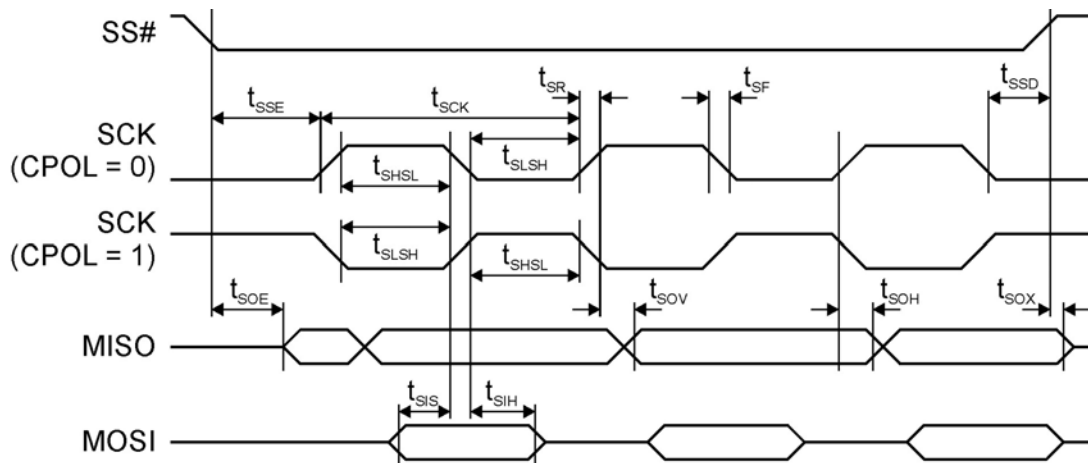 SS#
tSR
tSF
tSSE
tSCK
tSSD
SCK
(CPOL = 0)
tSHSL
tSLSH
SCK
(CPOL = 1)
tSLSH
tSHSL
tSOE
tSOV
tSOH
tSOX
MISO
tSIS
tSIH
MOSI